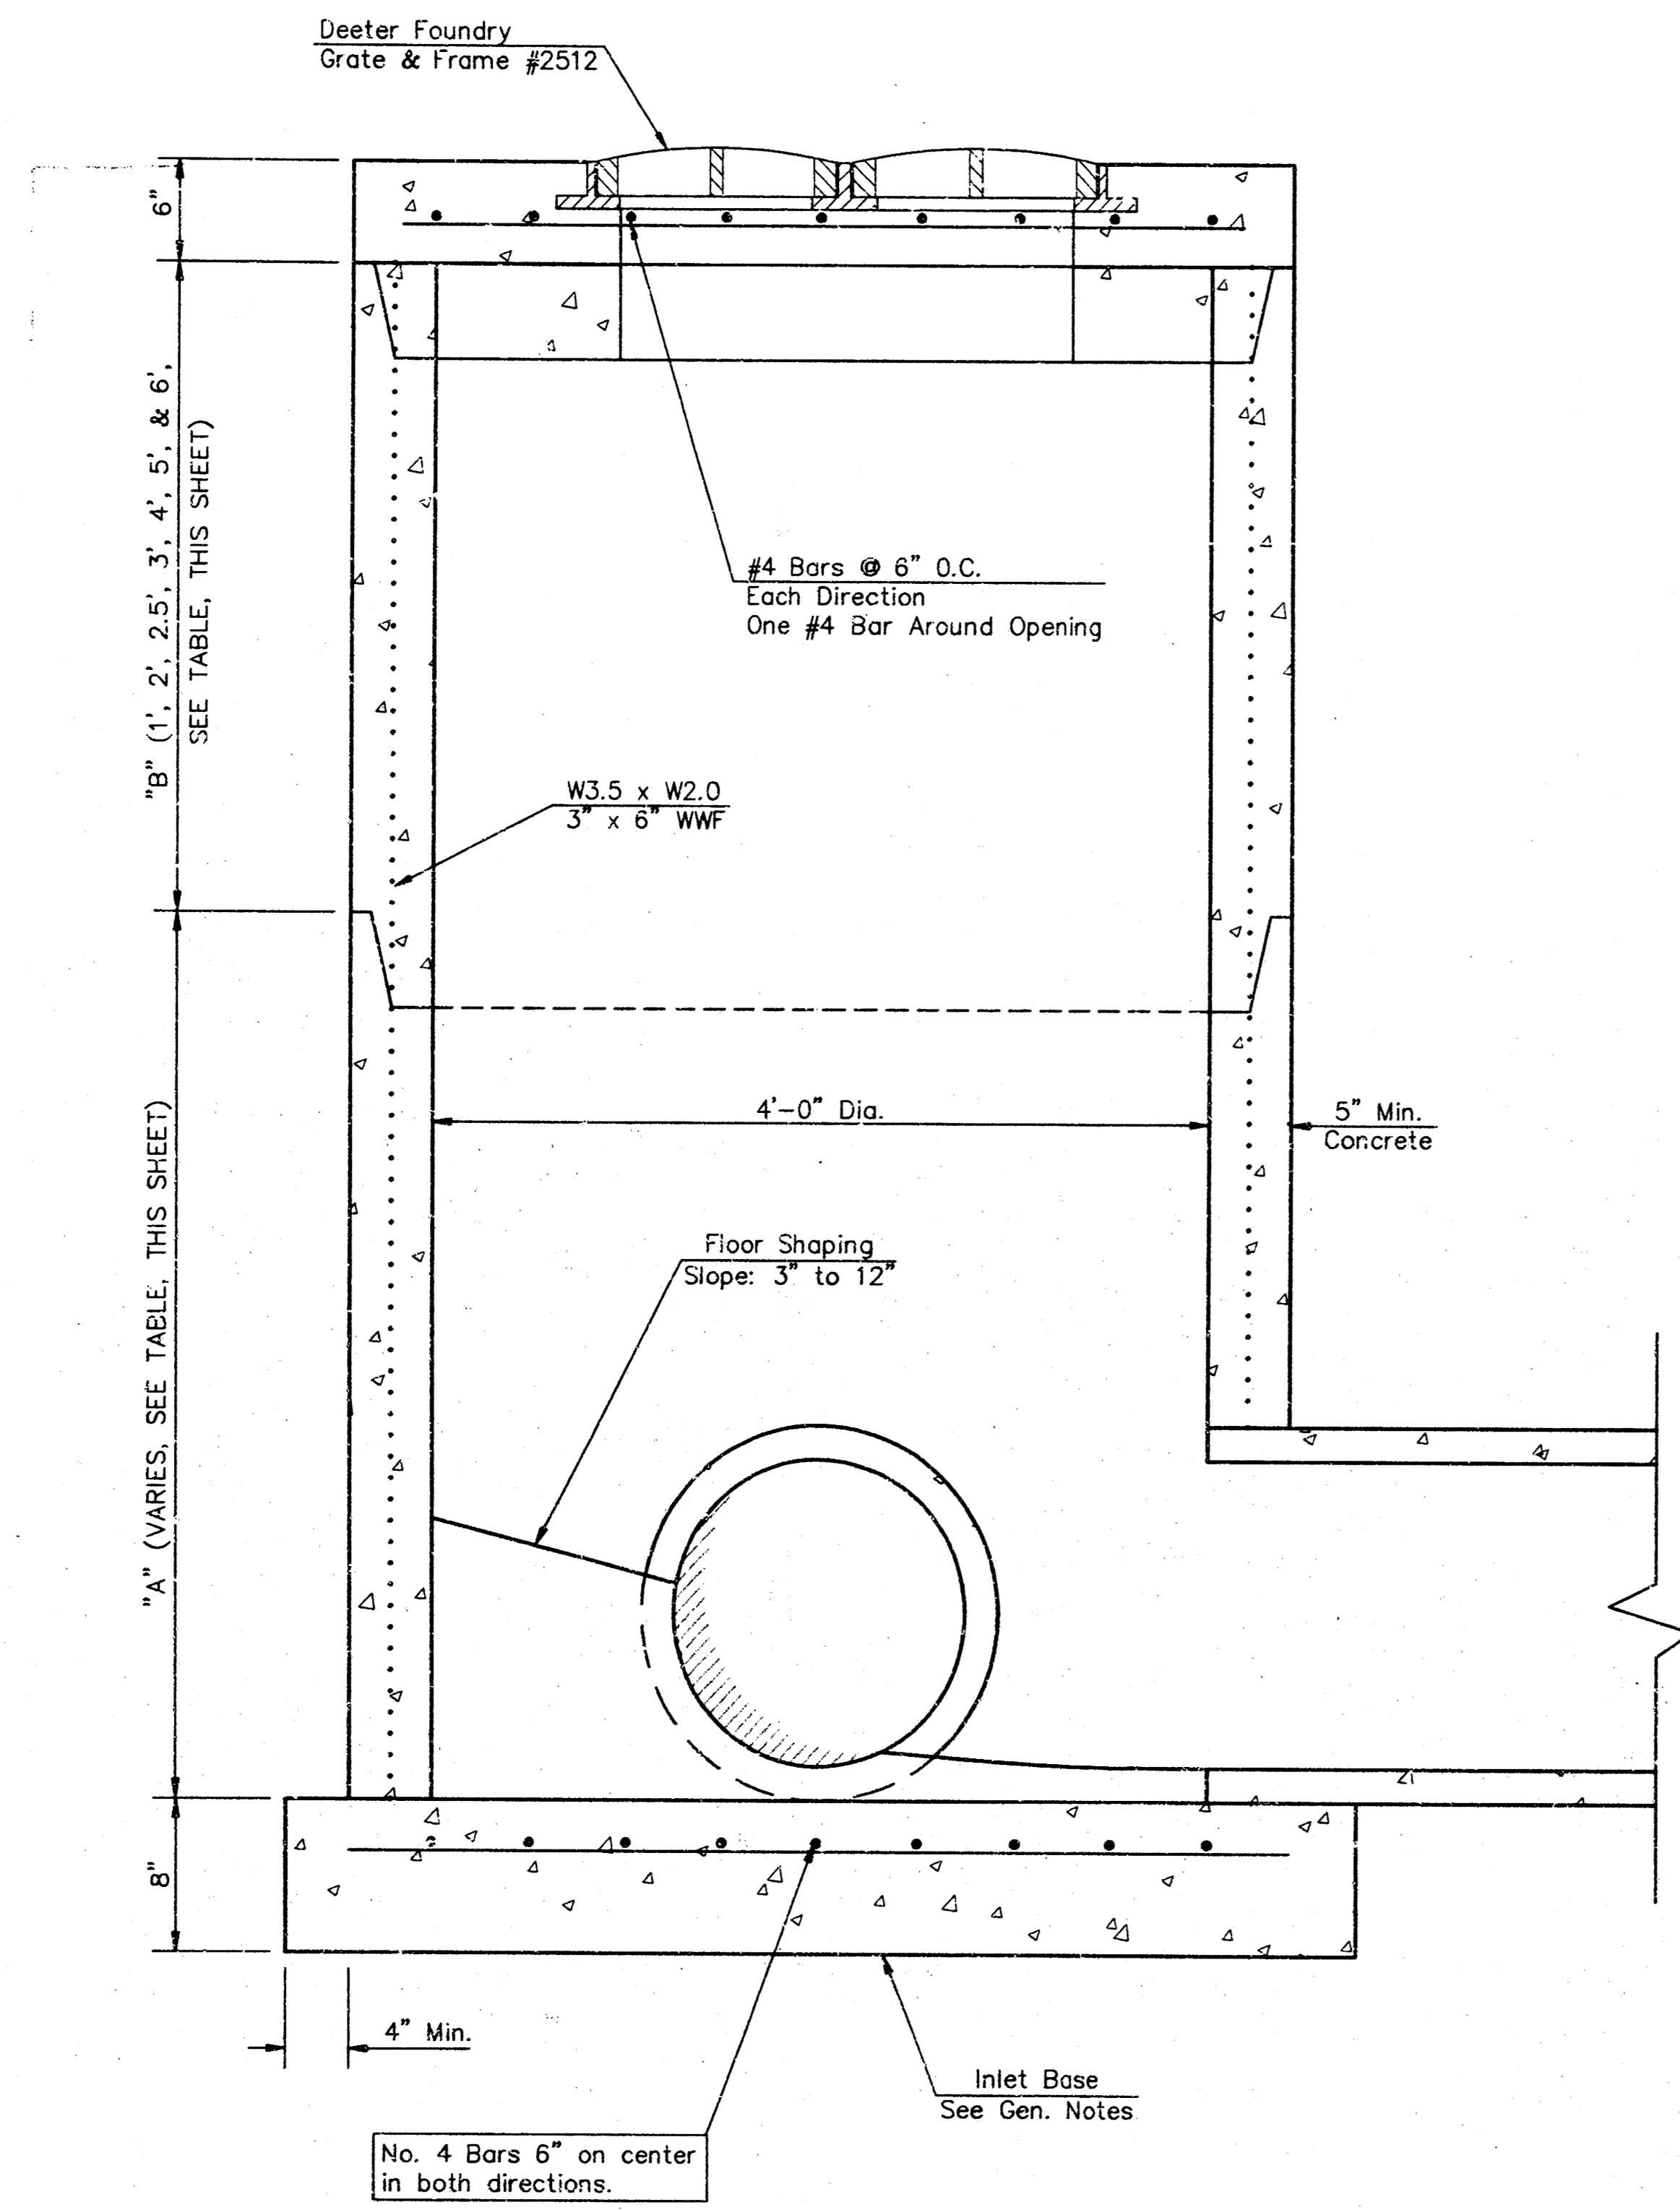 Deeter Foundry
Grate & Frame #2512
6"
"B" (1', 2', 2.5', 3', 4', 5', & 6',
SEE TABLE, THIS SHEET)
#4 Bars @ 6" O.C.
Each Direction
One #4 Bar Around Opening
W3.5 x W2.0
3" x 6" WWF
4'-0" Dia.
5" Min.
Concrete
"A" (VARIES, SEE TABLE, THIS SHEET)
Floor Shaping
Slope: 3" to 12"
8"
4" Min.
Inlet Base
See Gen. Notes
No. 4 Bars 6" on center
in both directions.